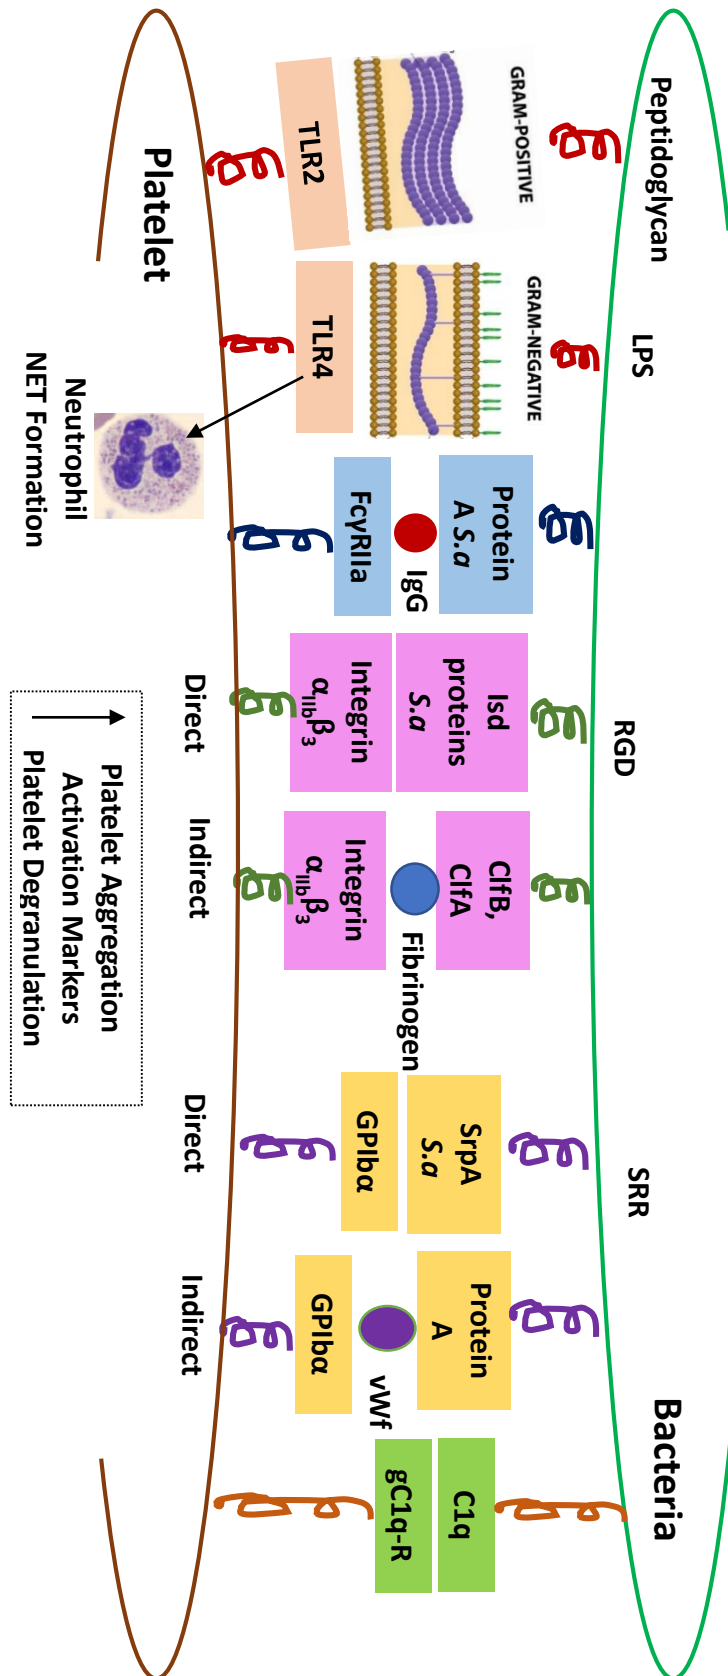 Bacteria
Peptidoglycan
LPS
RGD
SRR
GRAM-POSITIVE
GRAM-NEGATIVE
TLR2
TLR4
Protein
A S.a
IgG
FcγRIIa
Isd
proteins
S.a
Integrin
αIIbβ3
ClfB,
ClfA
Fibrinogen
Integrin
αIIbβ3
SrpA
S.a
GPIbα
Protein
A
vWf
GPIbα
C1q
gC1q-R
Platelet
Direct
Indirect
Direct
Indirect
Neutrophil
NET Formation
Platelet Aggregation
Activation Markers
Platelet Degranulation